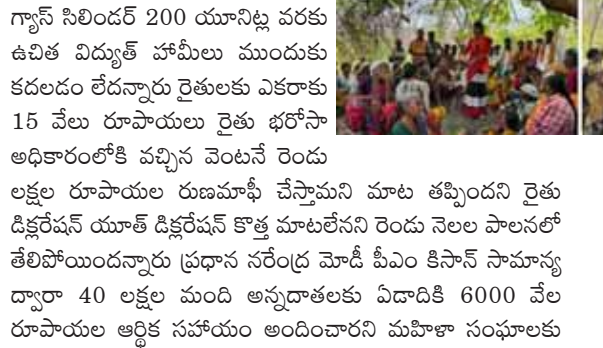 గ్యాస్ సిలిండర్ 200 యూనిట్ల వరకు
ఉచిత విద్యుత్ హామీలు ముందుకు
కదలడం లేదన్నారు రైతులకు ఎకరాకు
15 వేలు రూపాయలు రైతు భరోసా
అధికారంలోకి వచ్చిన వెంటనే రెండు
లక్షల రూపాయల రుణమాఫీ చేస్తామని మాట తప్పిందని రైతు
డిక్లరేషన్ యూత్ డిక్లరేషన్ కొత్త మాటలేనని రెండు నెలల పాలనలో
తేలిపోయిందన్నారు ప్రధాన నరేంద్ర మోడీ పీఎం కిసాన్ సామాన్య
ద్వారా 40 లక్షల మంది అన్నదాతలకు ఏడాదికి 6000 వేల
రూపాయల ఆర్థిక సహాయం అందించారని మహిళా సంఘాలకు